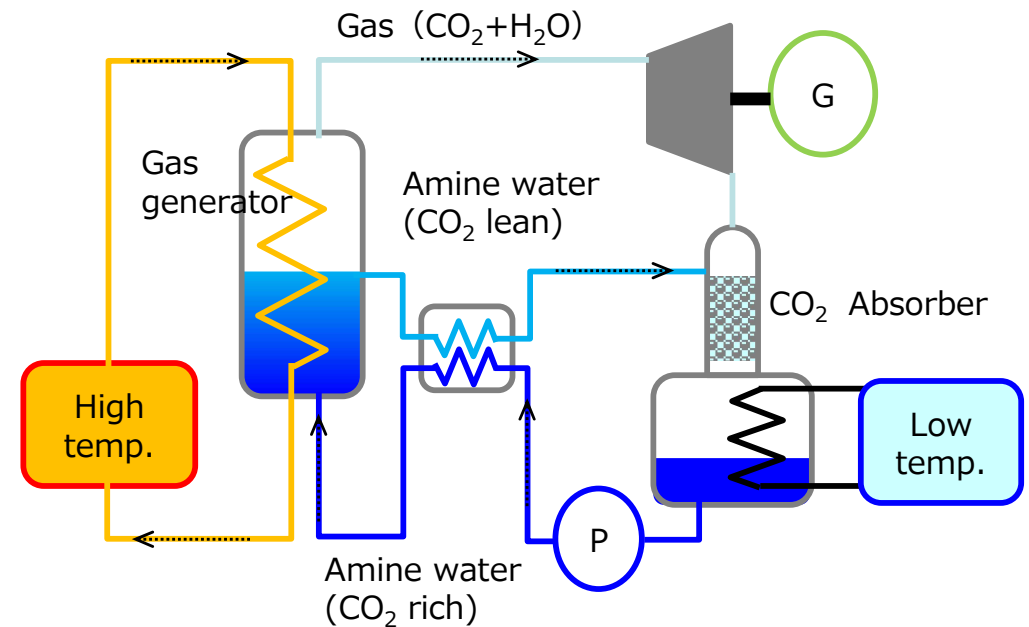 Gas（CO₂+H₂O）
G
Gas
generator
Amine water
(CO₂ lean)
CO₂ Absorber
High
temp.
Low
temp.
P
Amine water
(CO₂ rich)